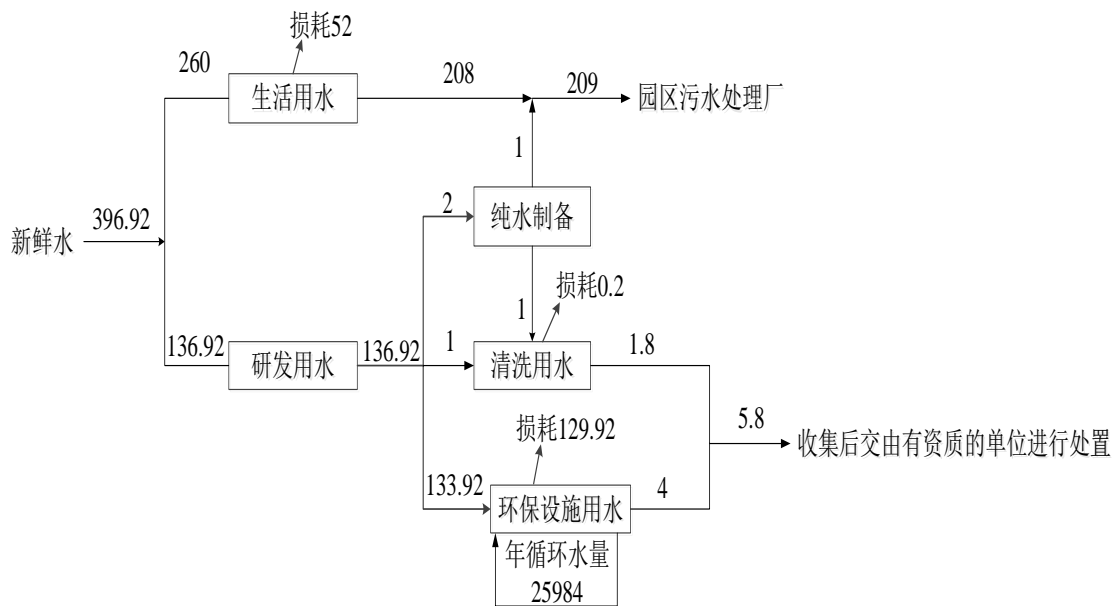 损耗52
260
生活用水
208
209
园区污水处理厂
1
2
纯水制备
396.92
新鲜水
损耗0.2
1
136.92
研发用水
136.92
1
清洗用水
1.8
损耗129.92
5.8
收集后交由有资质的单位进行处置
133.92
环保设施用水
4
年循环水量
25984